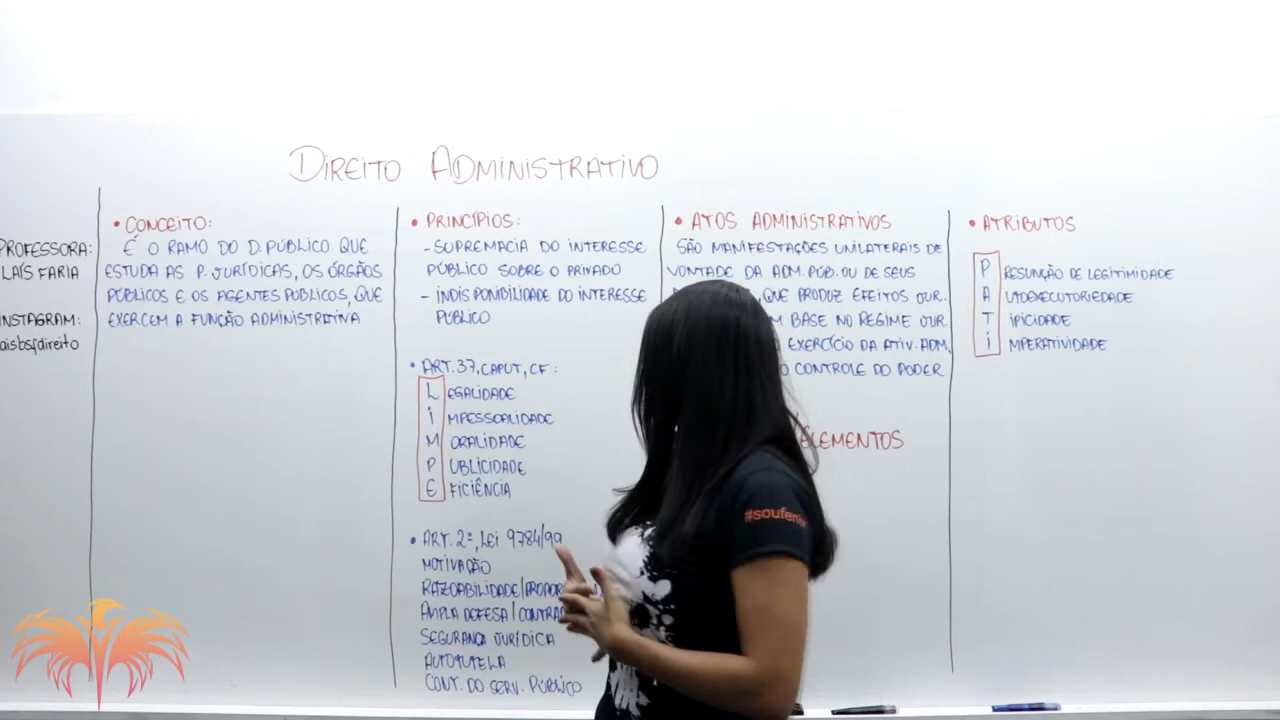 DIREITO ADMINISTRATIVO
PROFESSORA:
LAÍS FARIA
INSTAGRAM:
aisbsfdireito
• CONCEITO:
É O RAMO DO D. PÚBLICO QUE
ESTUDA AS P. JURÍDICAS, OS ÓRGÃOS
PÚBLICOS E OS AGENTES PÚBLICOS, QUE
EXERCEM A FUNÇÃO ADMINISTRATIVA
• PRINCÍPIOS:
- SUPREMACIA DO INTERESSE
PÚBLICO SOBRE O PRIVADO
- INDISPONIBILIDADE DO INTERESSE
PÚBLICO
• ART. 37, CAPUT, CF:
LEGALIDADE
IMPESSOALIDADE
MORALIDADE
PUBLICIDADE
EFICIÊNCIA
• ART. 2º, LEI 9784/99
MOTIVAÇÃO
RAZOABILIDADE/PROPOR
AMPLA DEFESA/CONTRA
SEGURANÇA JURÍDICA
AUTOTUTELA
CONT. DO SERV. PÚBLICO
• ATOS ADMINISTRATIVOS
SÃO MANIFESTAÇÕES UNILATERAIS DE
VONTADE DA ADM. PÚB. OU DE SEUS
, QUE PRODUZ EFEITOS JUR.
M BASE NO REGIME JUR.
EXERCÍCIO DA ATIV. ADM.
O CONTROLE DO PODER
ELEMENTOS
• ATRIBUTOS
PRESUNÇÃO DE LEGITIMIDADE
AUTOEXECUTORIEDADE
TIPICIDADE
IMPERATIVIDADE
#soufeni